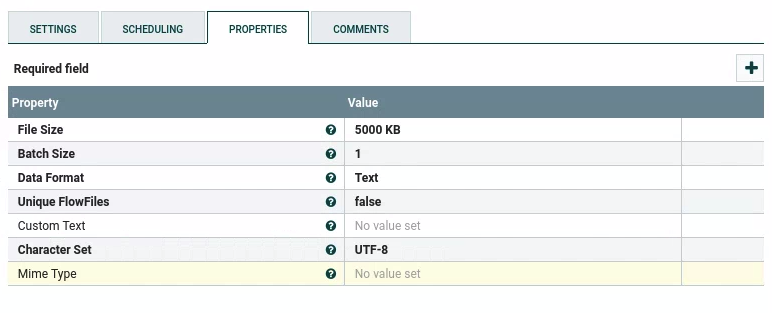 SETTINGS SCHEDULING PROPERTIES COMMENTS
Required field
Property Value
File Size 5000 KB
Batch Size 1
Data Format Text
Unique FlowFiles false
Custom Text No value set
Character Set UTF-8
Mime Type No value set